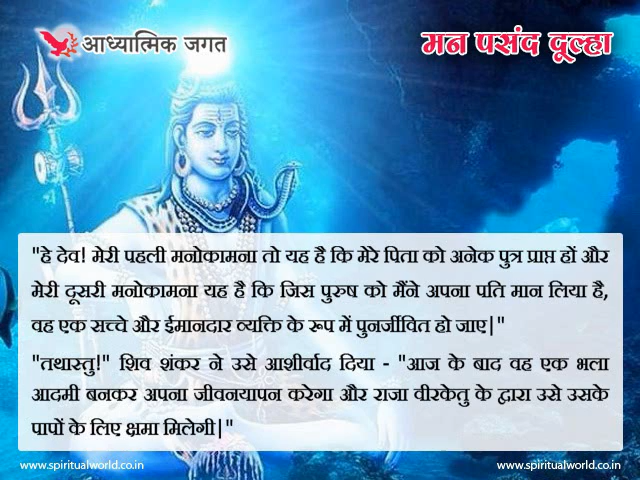 आध्यात्मिक जगत
मन पसंद दूल्हा
"हे देव! मेरी पहली मनोकामना तो यह है कि मेरे पिता को अनेक पुत्र प्राप्त हों और
मेरी दूसरी मनोकामना यह है कि जिस पुरुष को मैंने अपना पति मान लिया है,
वह एक सच्चे और ईमानदार व्यक्ति के रूप में पुनर्जीवित हो जाए|"
"तथास्तु!" शिव शंकर ने उसे आशीर्वाद दिया - "आज के बाद वह एक भला
आदमी बनकर अपना जीवनयापन करेगा और राजा वीरकेतु के द्वारा उसे उसके
पापों के लिए क्षमा मिलेगी|"
www.spiritualworld.co.in
www.spiritualworld.co.in